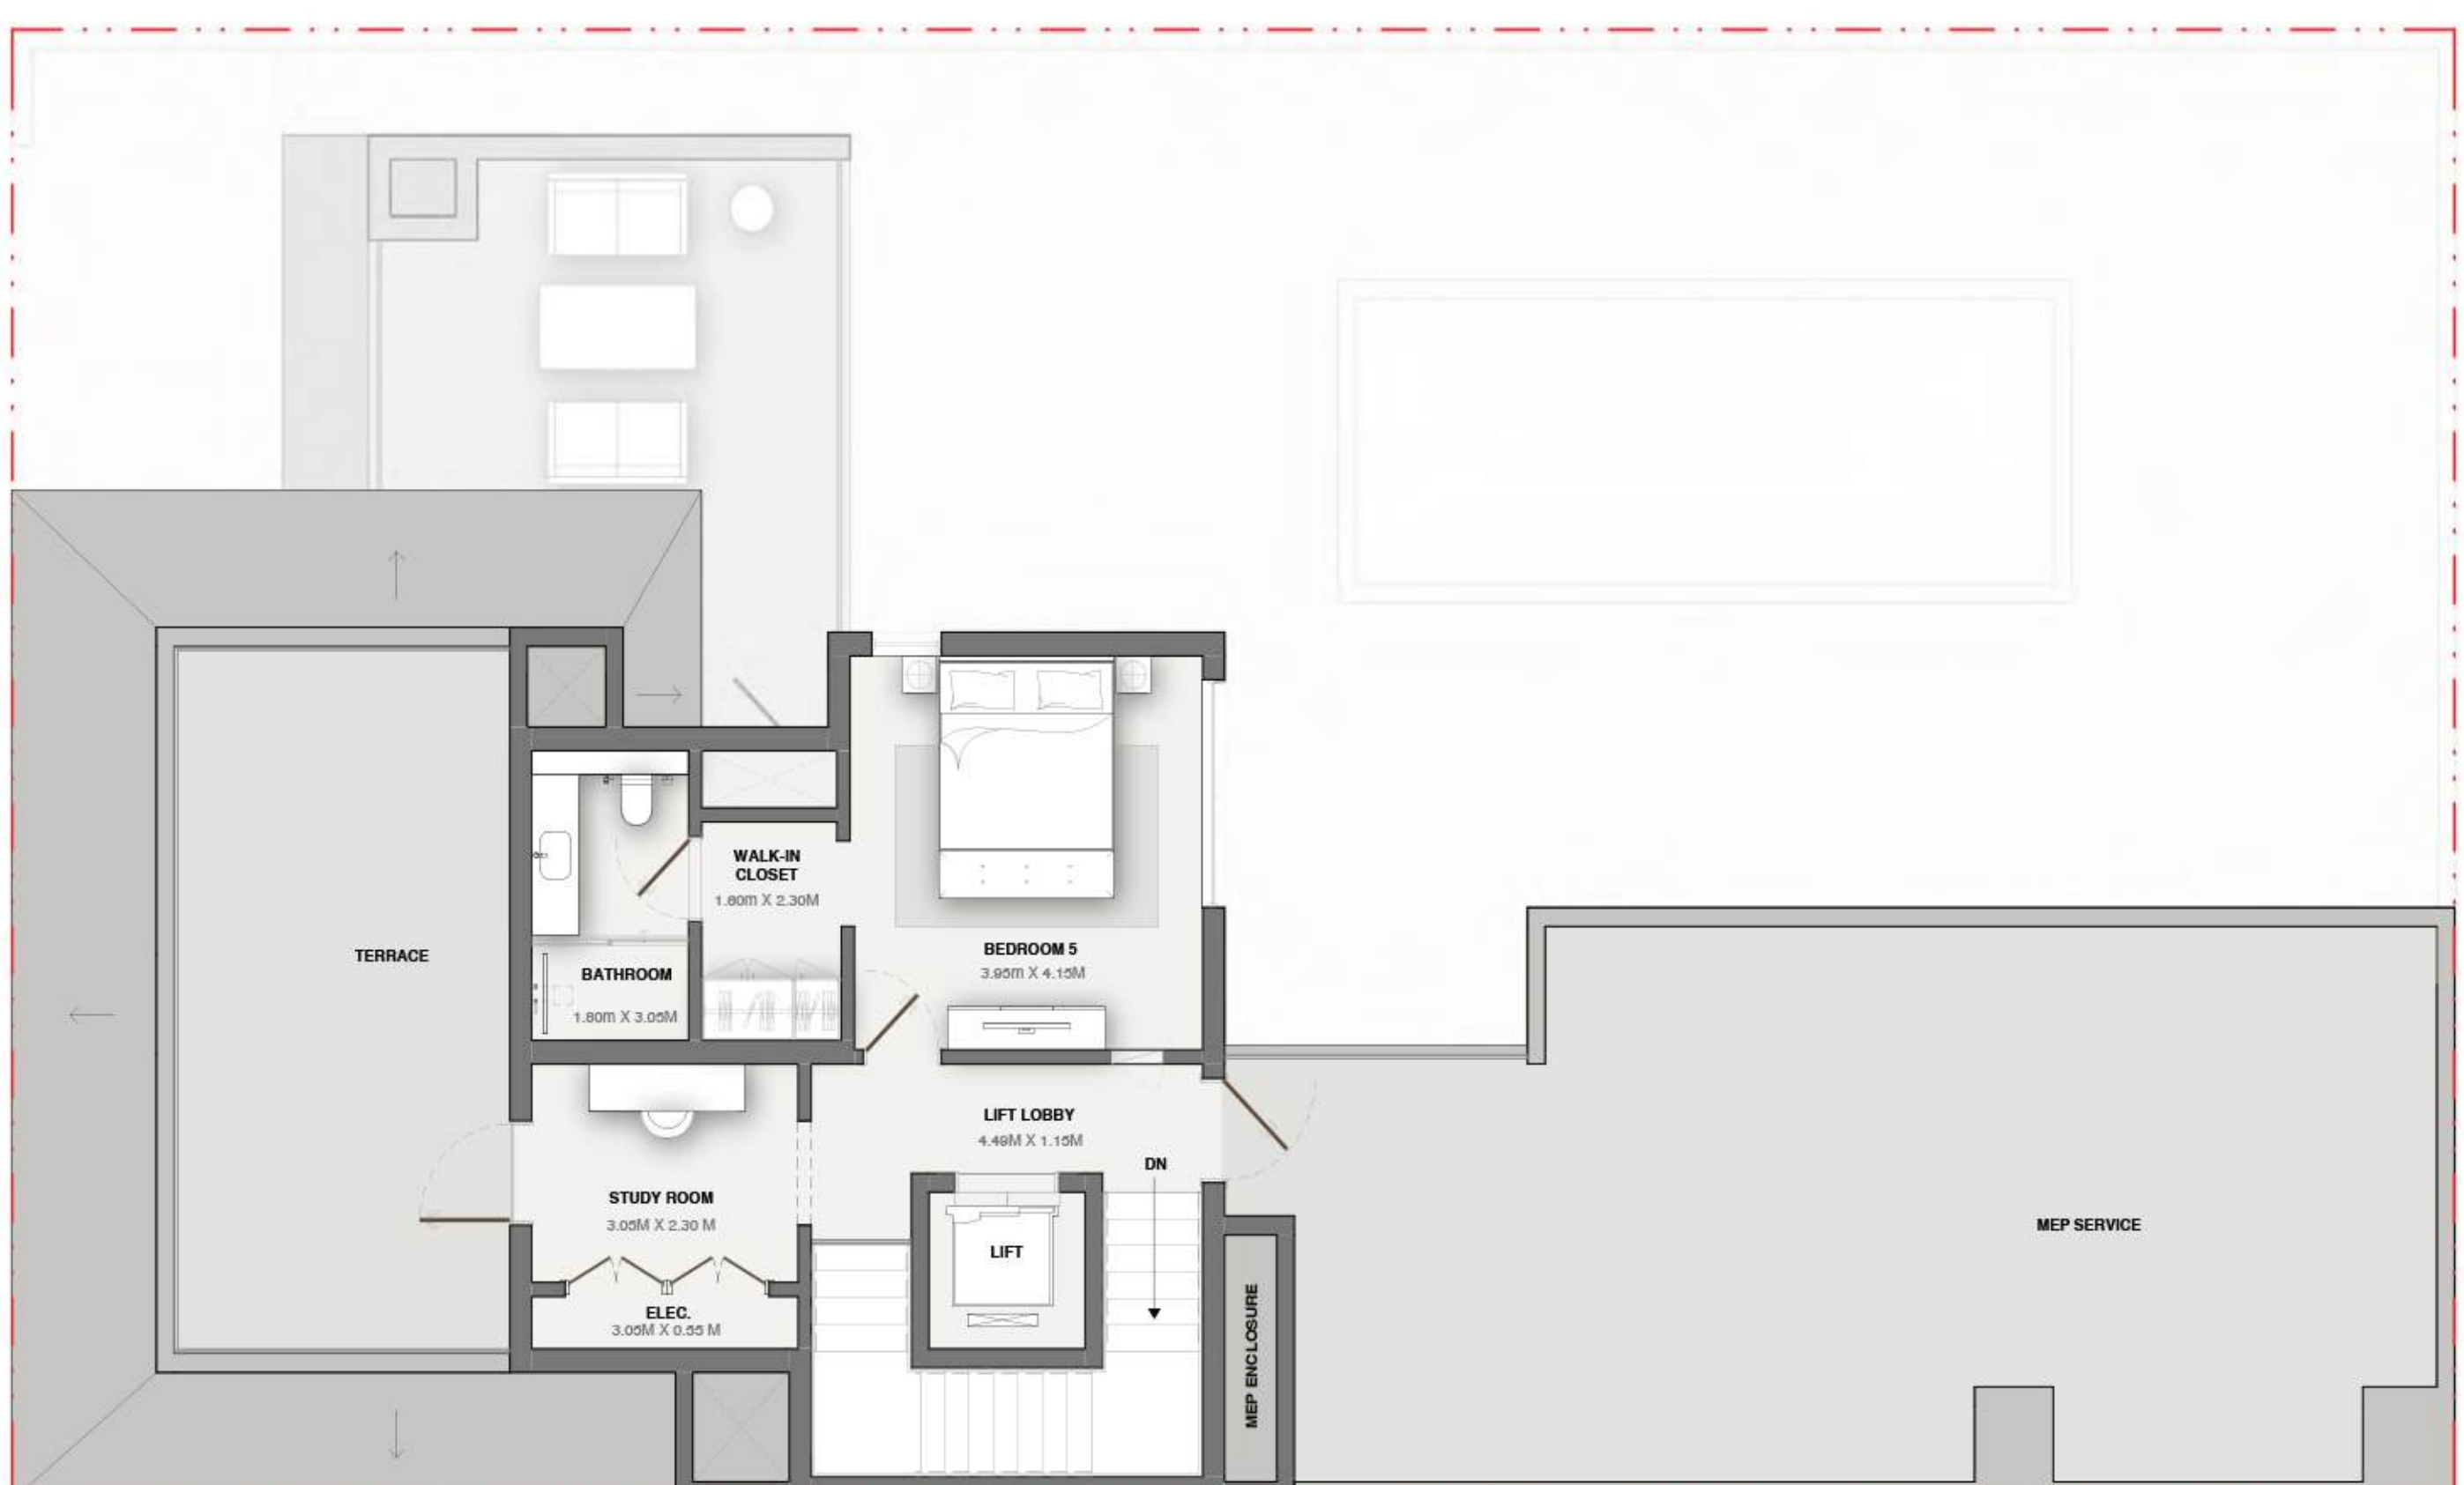 WALK-IN
CLOSET
1.60m X 2.30M
TERRACE
BEDROOM 5
3.95m X 4.15M
BATHROOM
1.80m X 3.05M
LIFT LOBBY
4.49M X 1.15M
DN
STUDY ROOM
3.05M X 2.30 M
LIFT
MEP SERVICE
ELEC.
3.05M X 0.55 M
MEP ENCLOSURE